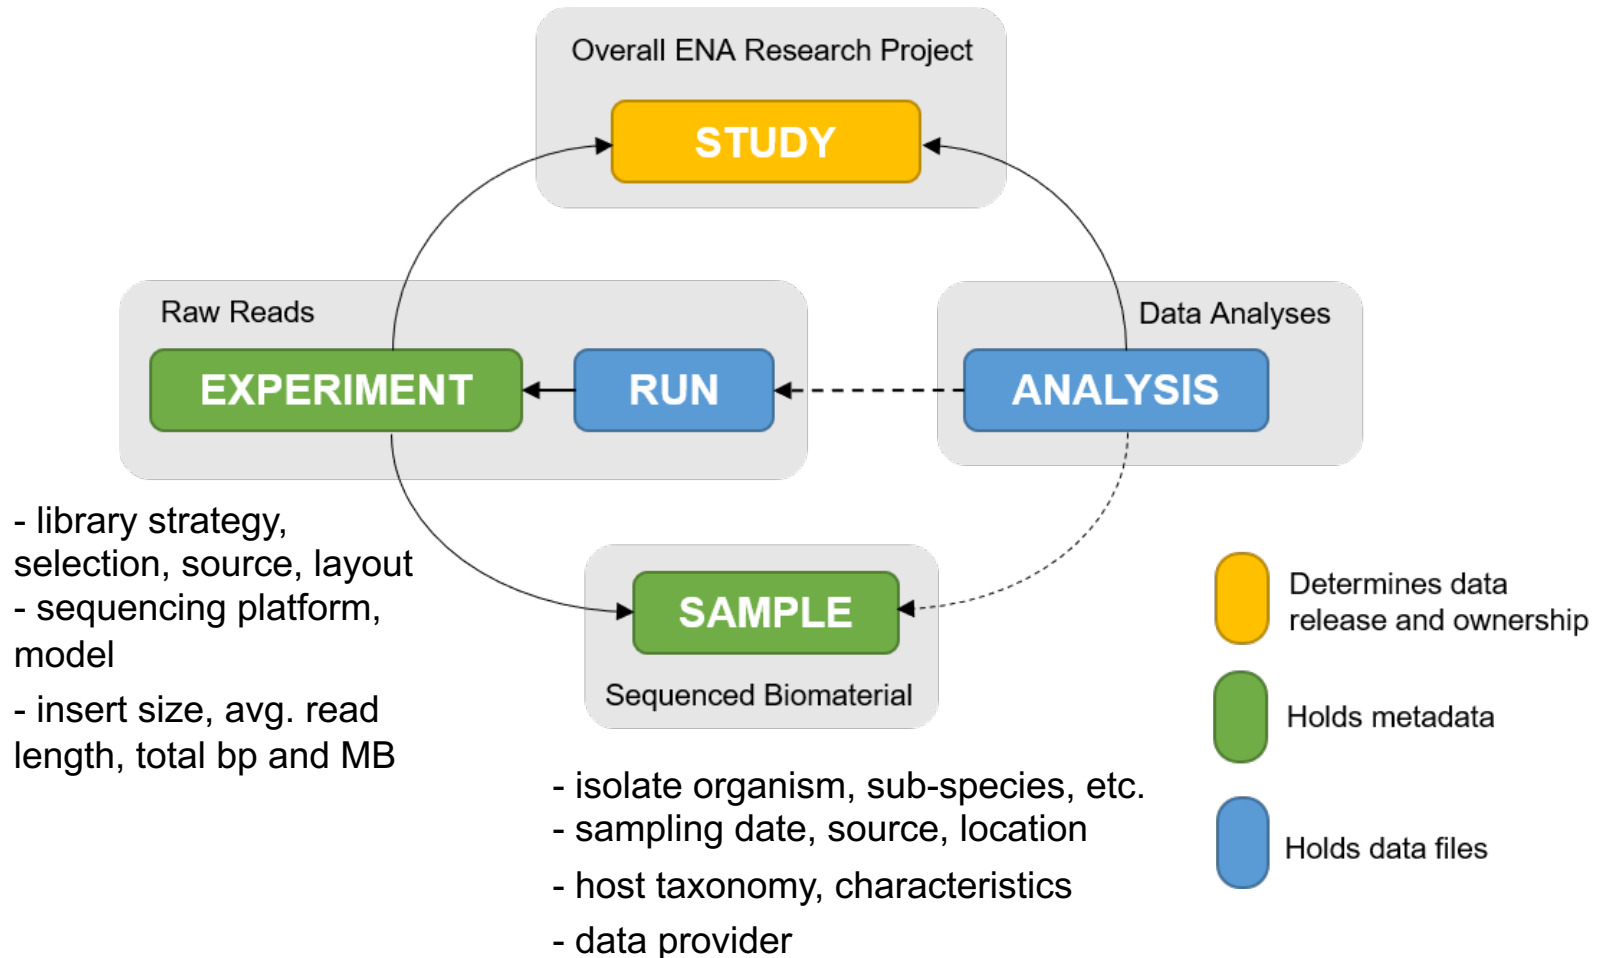 Overall ENA Research Project
STUDY
Raw Reads
EXPERIMENT
RUN
Data Analyses
ANALYSIS
- library strategy,
selection, source, layout
- sequencing platform,
model
- insert size, avg. read
length, total bp and MB
SAMPLE
Sequenced Biomaterial
- isolate organism, sub-species, etc.
- sampling date, source, location
- host taxonomy, characteristics
- data provider
Determines data
release and ownership
Holds metadata
Holds data files